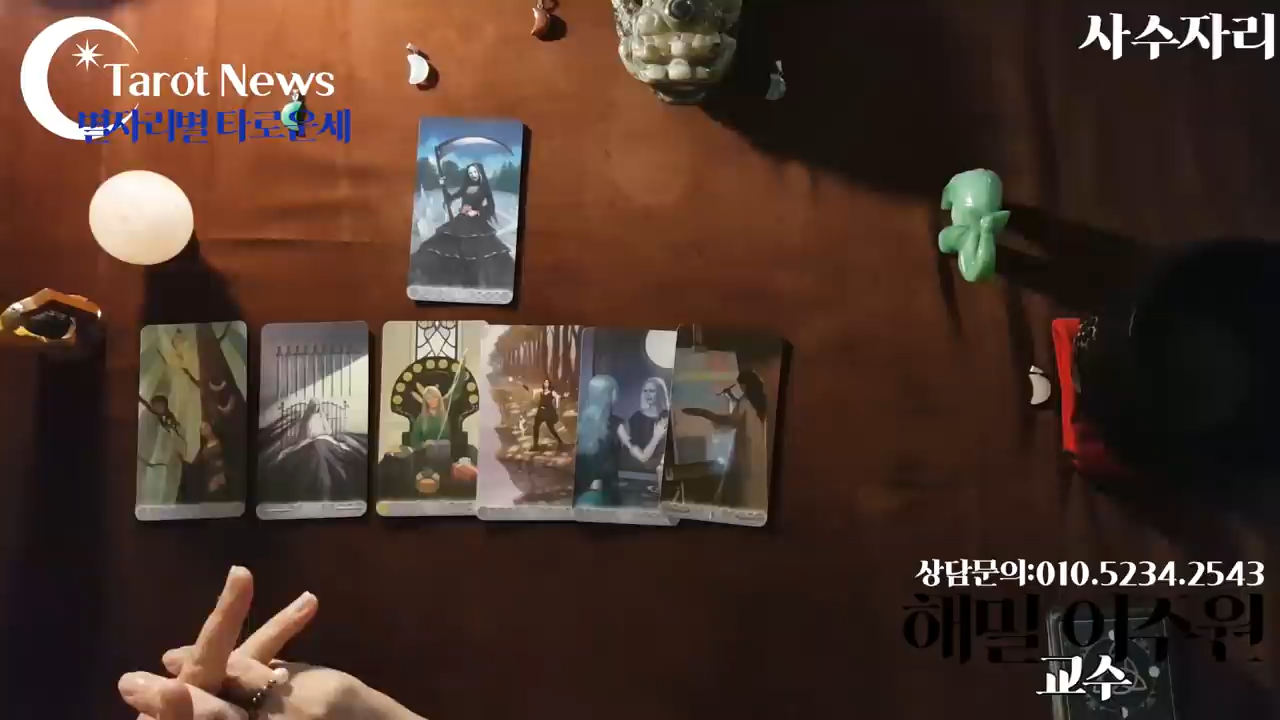 사수자리
Tarot News
별자리별 타로운세
상담문의:010.5234.2543
해밀 이수원
교수